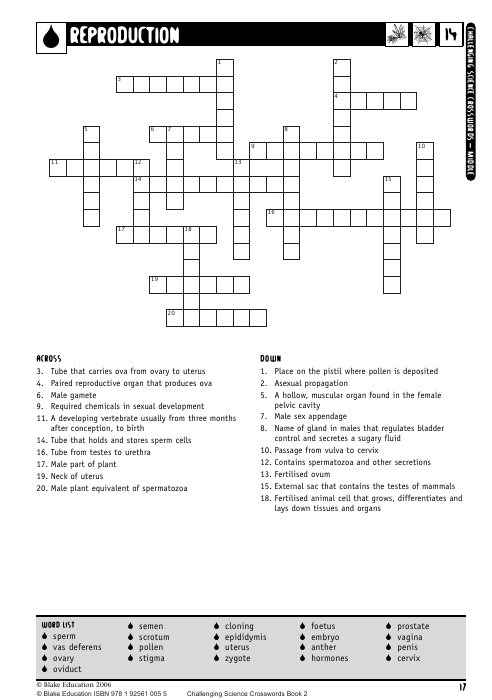 REPRODUCTION
14
CHALLENGING SCIENCE CROSSWORDS – MIDDLE
1
2
3
4
5
6
7
8
9
10
11
12
13
14
15
16
17
18
19
20
ACROSS
3. Tube that carries ova from ovary to uterus
4. Paired reproductive organ that produces ova
6. Male gamete
9. Required chemicals in sexual development
11. A developing vertebrate usually from three months
after conception, to birth
14. Tube that holds and stores sperm cells
16. Tube from testes to urethra
17. Male part of plant
19. Neck of uterus
20. Male plant equivalent of spermatozoa
DOWN
1. Place on the pistil where pollen is deposited
2. Asexual propagation
5. A hollow, muscular organ found in the female
pelvic cavity
7. Male sex appendage
8. Name of gland in males that regulates bladder
control and secretes a sugary fluid
10. Passage from vulva to cervix
12. Contains spermatozoa and other secretions
13. Fertilised ovum
15. External sac that contains the testes of mammals
18. Fertilised animal cell that grows, differentiates and
lays down tissues and organs
WORD LIST
sperm
vas deferens
ovary
oviduct
semen
scrotum
pollen
stigma
cloning
epididymis
uterus
zygote
foetus
embryo
anther
hormones
prostate
vagina
penis
cervix
© Blake Education 2006
17
© Blake Education ISBN 978 1 92561 005 5 Challenging Science Crosswords Book 2